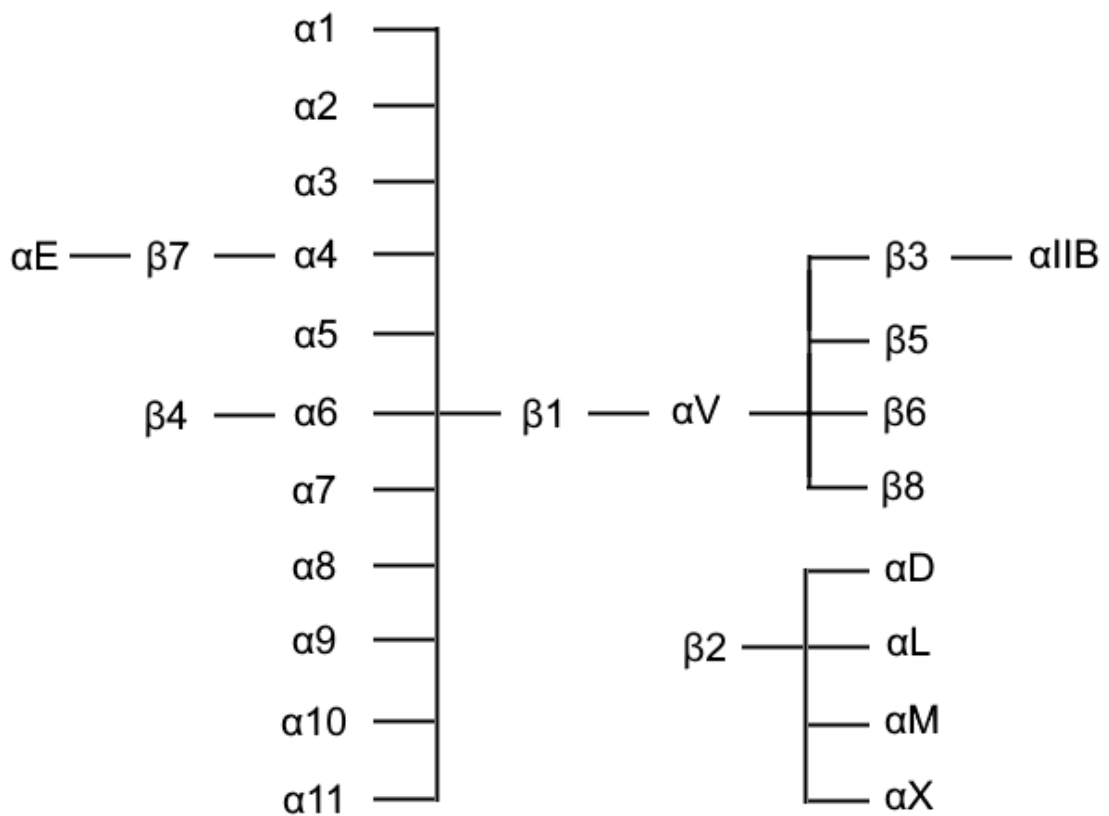 α1
α2
α3
αE β7 α4 β3 αIIB
α5 β5
β4 α6 β1 αV β6
α7 β8
α8 αD
α9 β2 αL
α10 αM
α11 αX